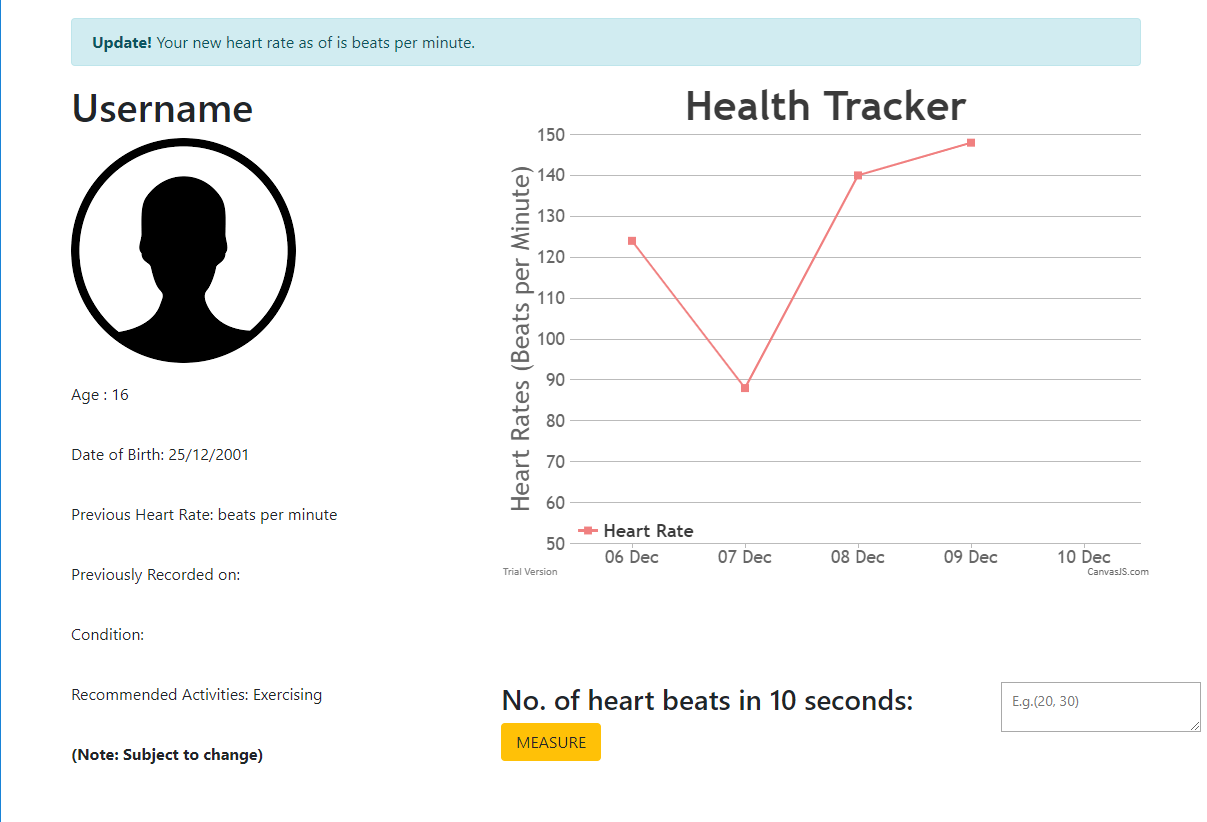 Update! Your new heart rate as of is beats per minute.
Username
Age : 16
Date of Birth: 25/12/2001
Previous Heart Rate: beats per minute
Previously Recorded on:
Condition:
Recommended Activities: Exercising
(Note: Subject to change)
Health Tracker
Heart Rates (Beats per Minute)
150
140
130
120
110
100
90
80
70
60
50
Heart Rate
06 Dec 07 Dec 08 Dec 09 Dec 10 Dec
Trial Version CanvasJS.com
No. of heart beats in 10 seconds:
E.g.(20, 30)
MEASURE